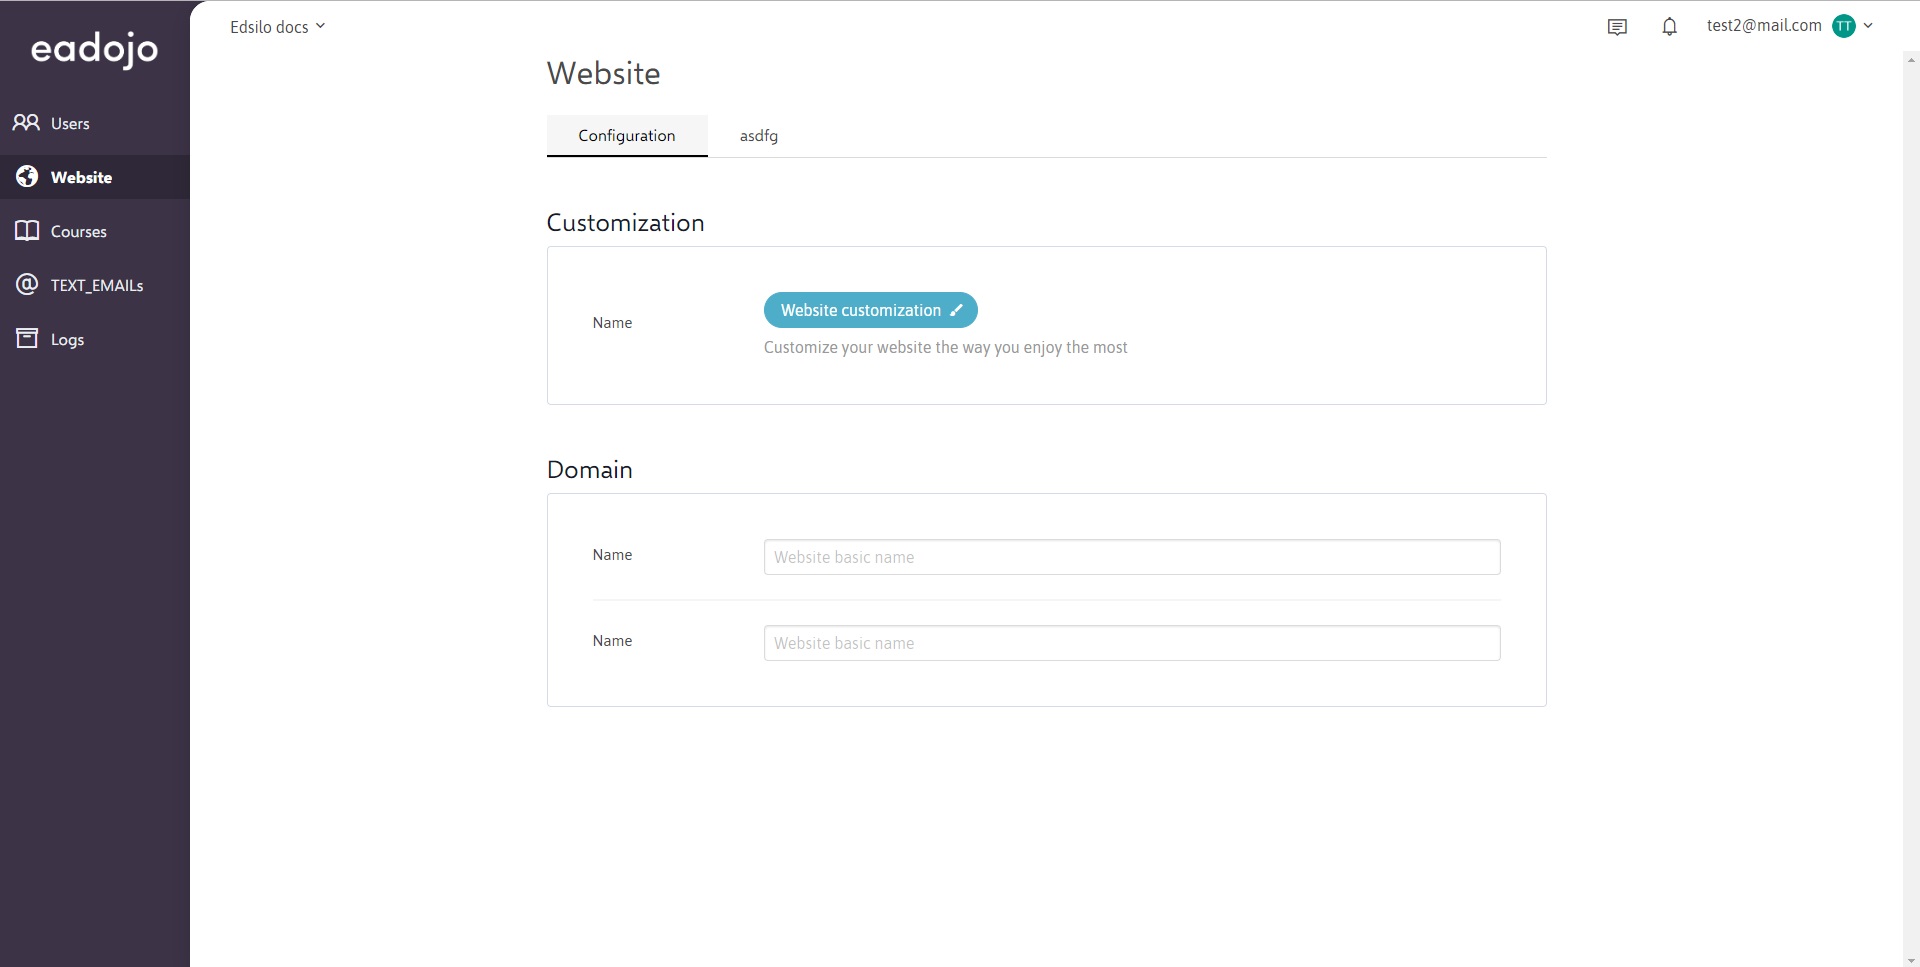 eadojo
Users
Website
Courses
TEXT_EMAILs
Logs
Edsilo docs
test2@mail.com
TT
Website
Configuration
asdfg
Customization
Name
Website customization
Customize your website the way you enjoy the most
Domain
Name
Website basic name
Name
Website basic name